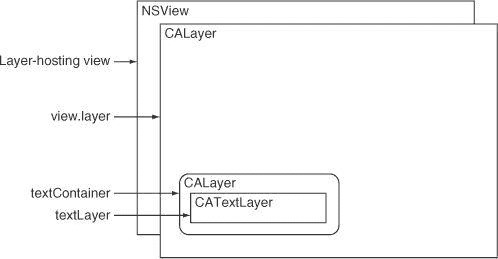 NSView
CALayer
Layer-hosting view
view.layer
CALayer
textContainer
CATextLayer
textLayer